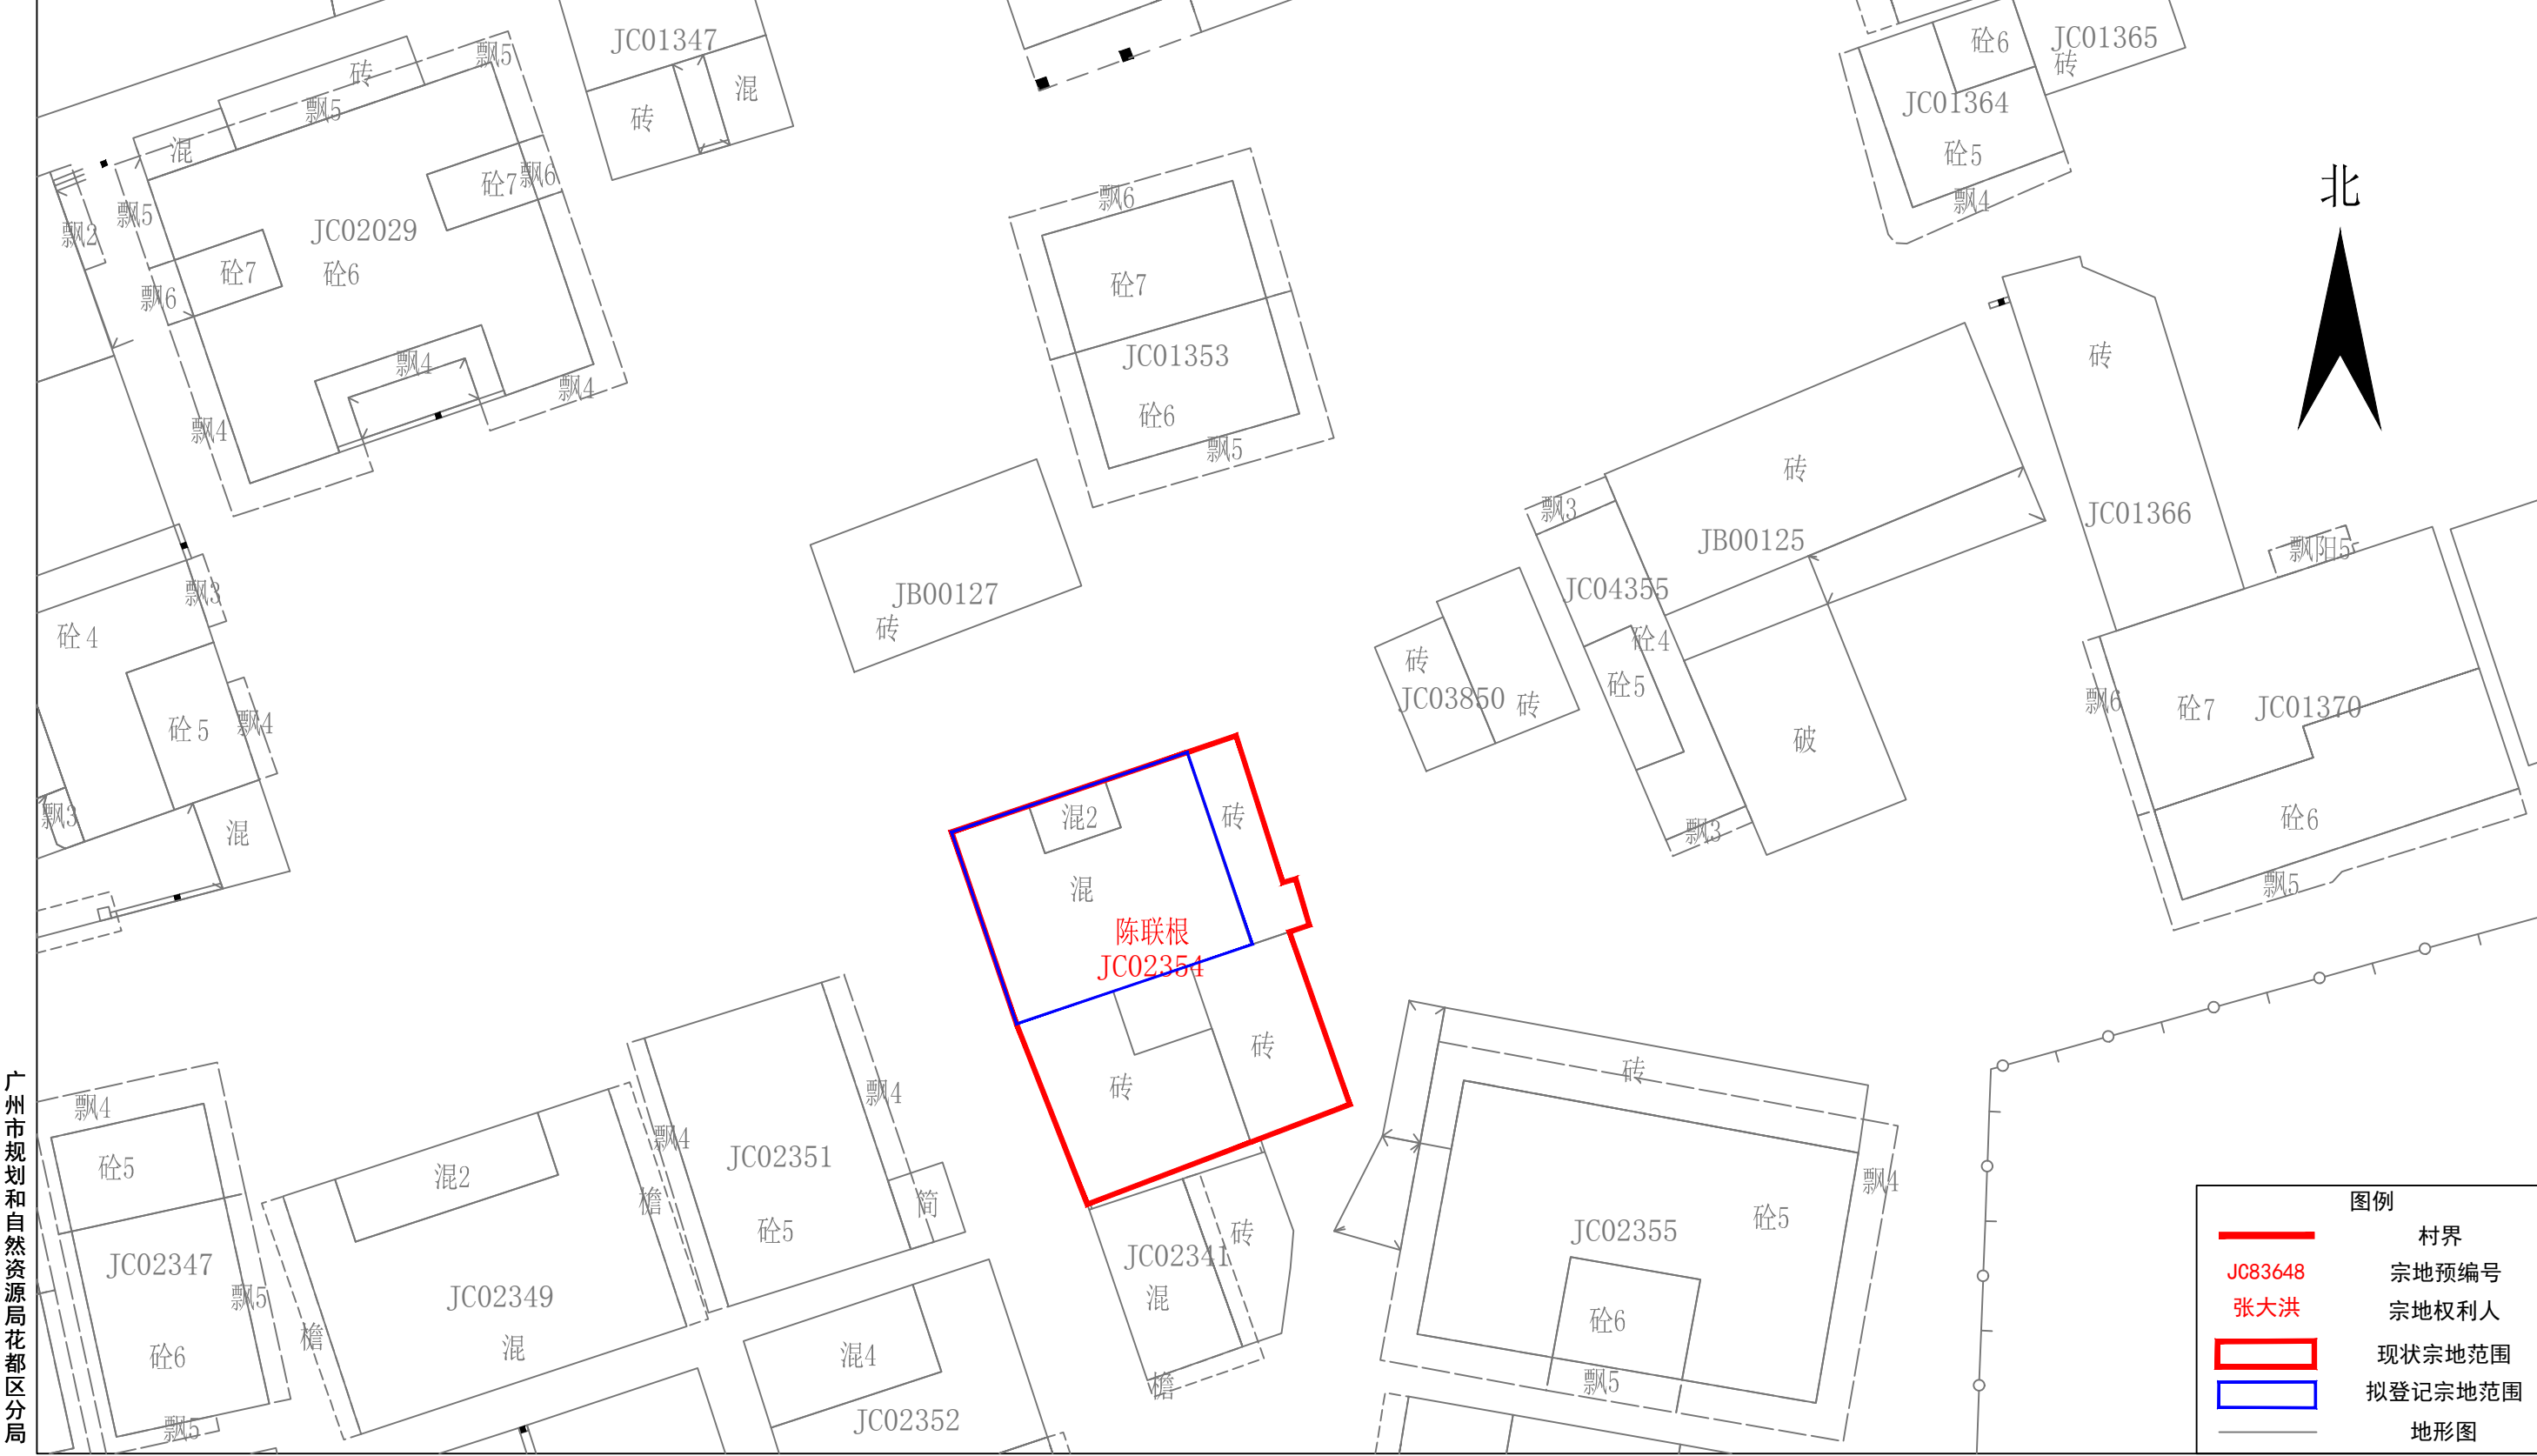 JC01347
砖
混
飘5
砖
飘5
混
砼6
JC01365
砖
JC01364
砼5
飘4
北
飘2
飘5
JC02029
砼7
飘6
砼7
砼6
飘6
飘4
飘4
飘4
飘6
砼7
JC01353
砼6
飘5
砖
砖
JC01366
飘阳5
飘3
JB00125
JC04355
砼4
砼5
砖
JC03850
砖
破
飘3
JB00127
砖
飘3
砼4
砼5
飘4
飘3
混
飘6
砼7
JC01370
砼6
飘5
混2
砖
混
陈联根
JC02354
砖
砖
飘4
砼5
JC02347
飘5
砼6
飘5
混2
檐
JC02349
混
檐
飘4
JC02351
砼5
飘4
简
混4
JC02352
JC02341
混
砖
檐
砖
飘4
砼5
JC02355
砼6
飘5
广州市规划和自然资源局花都区分局
图例
村界
JC83648 宗地预编号
张大洪 宗地权利人
现状宗地范围
拟登记宗地范围
地形图